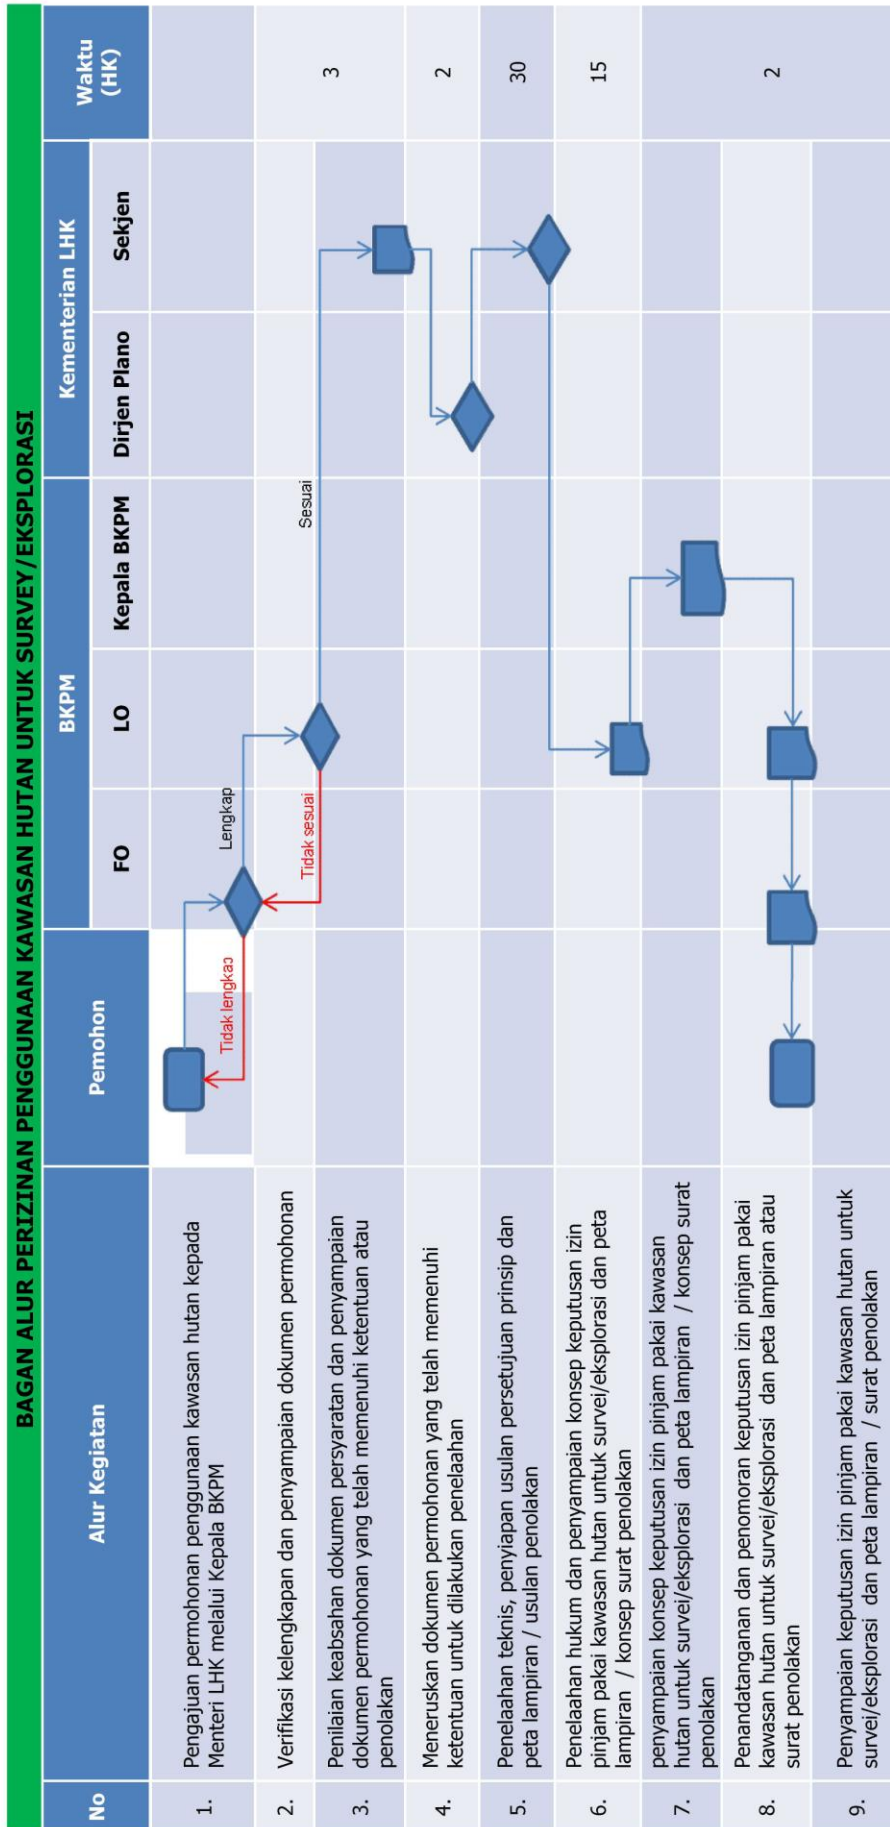 BAGAN ALUR PERIZINAN PENGGUNAAN KAWASAN HUTAN UNTUK SURVEY/EKSPLORASI
No
Alur Kegiatan
Pemohon
BKPM
Kementerian LHK
Waktu
(HK)
FO
LO
Kepala BKPM
Dirjen Plano
Sekjen
1.
Pengajuan permohonan penggunaan kawasan hutan kepada
Menteri LHK melalui Kepala BKPM
Tidak lengkap
Lengkap
2.
Verifikasi kelengkapan dan penyampaian dokumen permohonan
Tidak sesuai
Sesuai
3.
Penilaian keabsahan dokumen persyaratan dan penyampaian
dokumen permohonan yang telah memenuhi ketentuan atau
penolakan
3
4.
Meneruskan dokumen permohonan yang telah memenuhi
ketentuan untuk dilakukan penelaahan
2
5.
Penelaahan teknis, penyiapan usulan persetujuan prinsip dan
peta lampiran / usulan penolakan
30
6.
Penelaahan hukum dan penyampaian konsep keputusan izin
pinjam pakai kawasan hutan untuk survei/eksplorasi dan peta
lampiran / konsep surat penolakan
15
7.
penyampaian konsep keputusan izin pinjam pakai kawasan
hutan untuk survei/eksplorasi dan peta lampiran / konsep surat
penolakan
8.
Penandatanganan dan penomoran keputusan izin pinjam pakai
kawasan hutan untuk survei/eksplorasi dan peta lampiran atau
surat penolakan
2
9.
Penyampaian keputusan izin pinjam pakai kawasan hutan untuk
survei/eksplorasi dan peta lampiran / surat penolakan